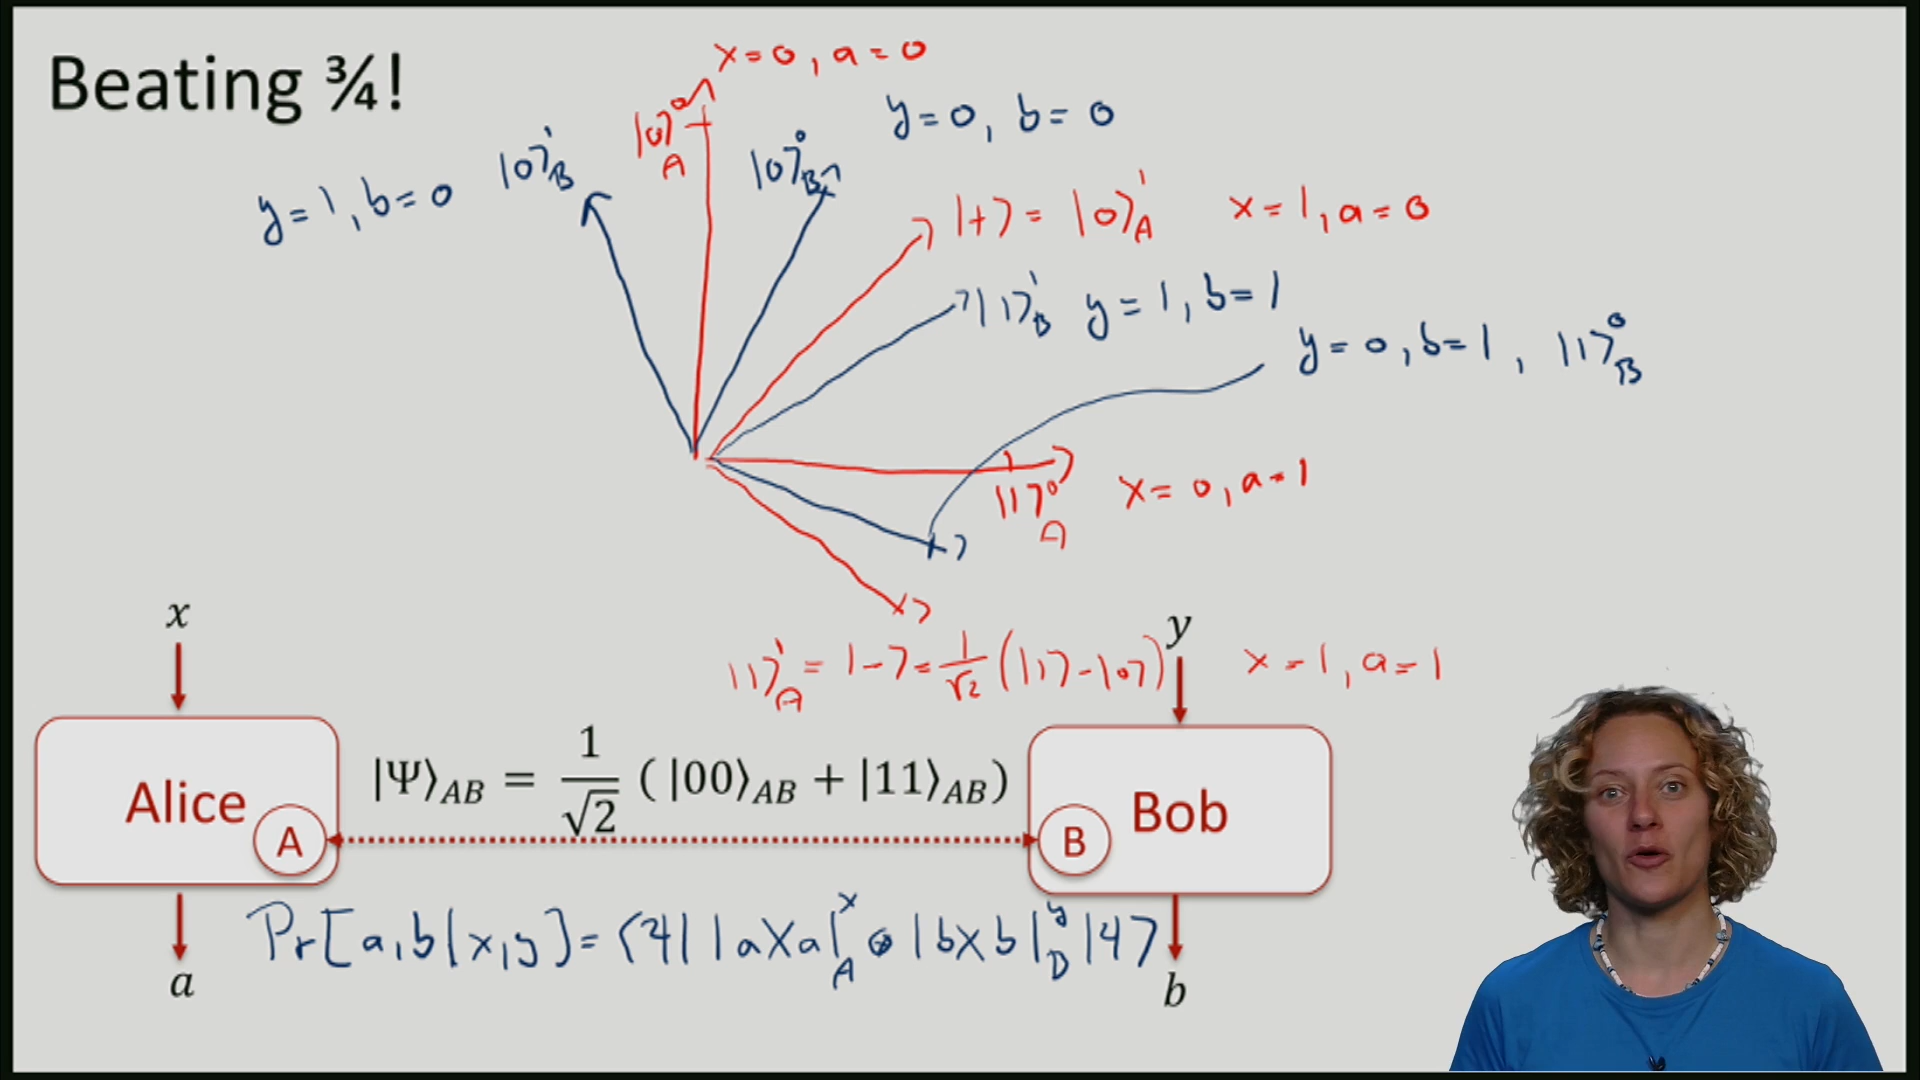 Beating ¾!
x=0, a=0
|0⟩⁰_A
y=0, b=0
|0⟩⁰_B
|0⟩¹_B
y=1, b=0
|+⟩ = |0⟩¹_A x=1, a=0
|1⟩¹_B y=1, b=1
y=0, b=1, |1⟩⁰_B
|1⟩⁰_A
x=0, a=1
|1⟩¹_A = |-⟩ = 1/√2 (|1⟩-|0⟩) x=1, a=1
x
y
Alice
A
|Ψ⟩_AB = 1/√2 ( |00⟩_AB + |11⟩_AB)
B
Bob
Pr[a,b|x,y] = ⟨Ψ| |a⟩⟨a|^x_A ⊗ |b⟩⟨b|^y_B |Ψ⟩
a
b